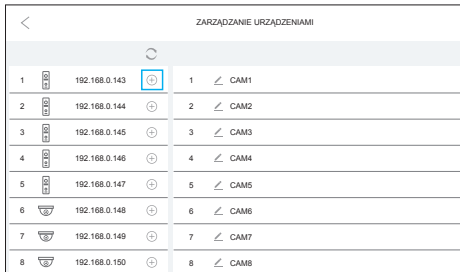 ZARZĄDZANIE URZĄDZENIAMI
1 192.168.0.143 1 CAM1
2 192.168.0.144 2 CAM2
3 192.168.0.145 3 CAM3
4 192.168.0.146 4 CAM4
5 192.168.0.147 5 CAM5
6 192.168.0.148 6 CAM6
7 192.168.0.149 7 CAM7
8 192.168.0.150 8 CAM8